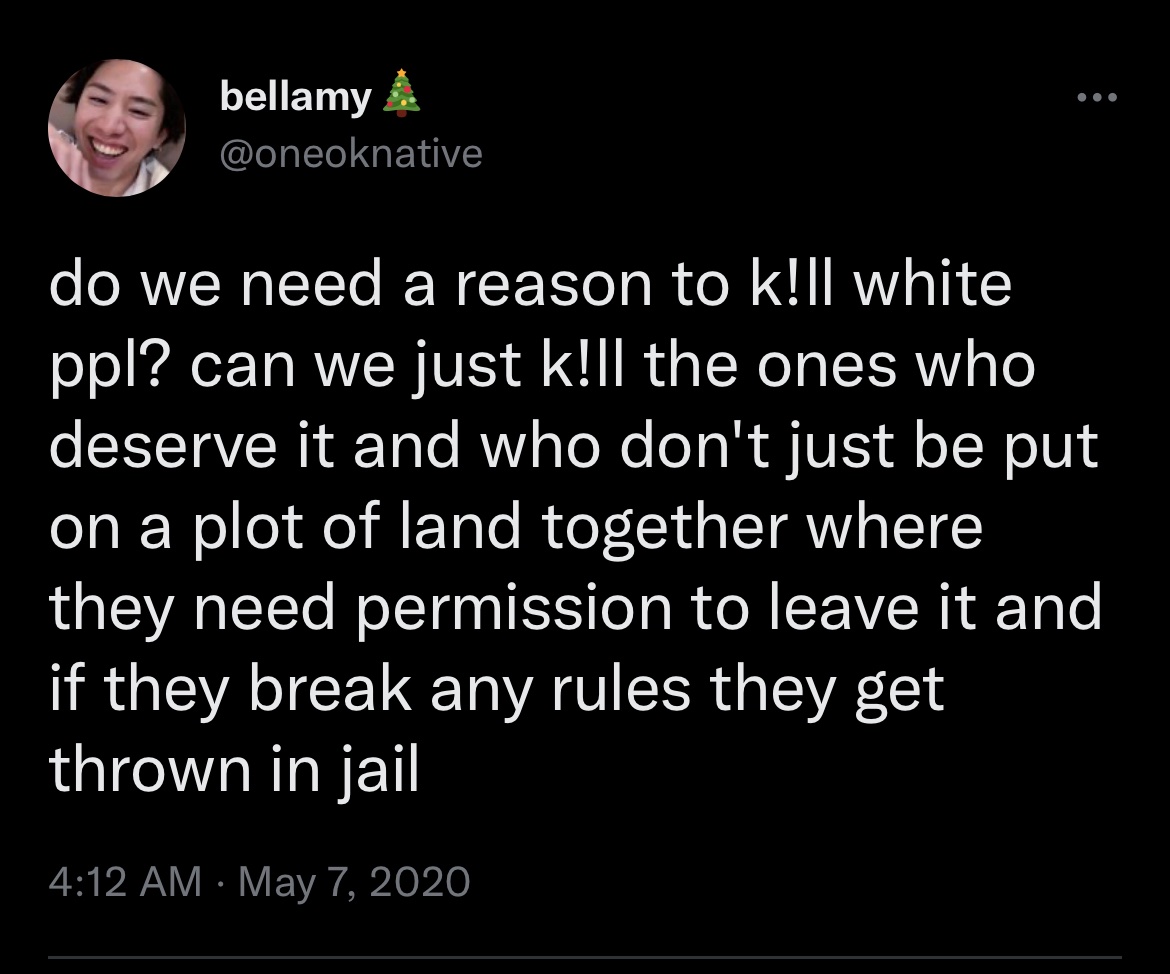 bellamy🎄
@oneoknative
do we need a reason to k!ll white
ppl? can we just k!ll the ones who
deserve it and who don't just be put
on a plot of land together where
they need permission to leave it and
if they break any rules they get
thrown in jail
4:12 AM · May 7, 2020